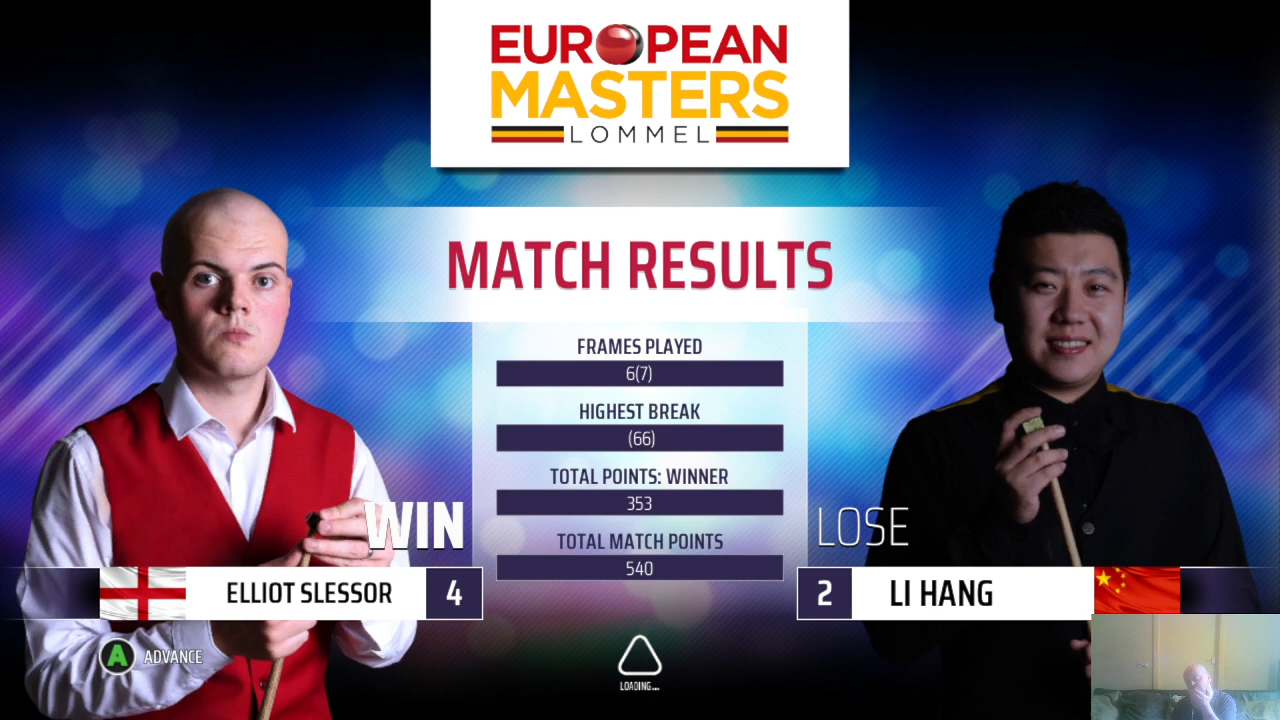 EUROPEAN
MASTERS
LOMMEL
MATCH RESULTS
FRAMES PLAYED
6(7)
HIGHEST BREAK
(66)
TOTAL POINTS: WINNER
353
TOTAL MATCH POINTS
540
WIN
LOSE
ELLIOT SLESSOR 4
2 LI HANG
A ADVANCE
LOADING...